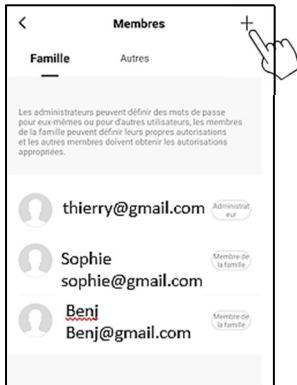 Membres
Famille Autres
Les administrateurs peuvent définir des mots de passe
pour eux-mêmes ou pour d'autres utilisateurs, les membres
de la famille peuvent définir leurs propres autorisations
et les autres membres doivent obtenir les autorisations
appropriées.
thierry@gmail.com Administrat
eur
Sophie Membre de
sophie@gmail.com la famille
Benj Membre de
Benj@gmail.com la famille